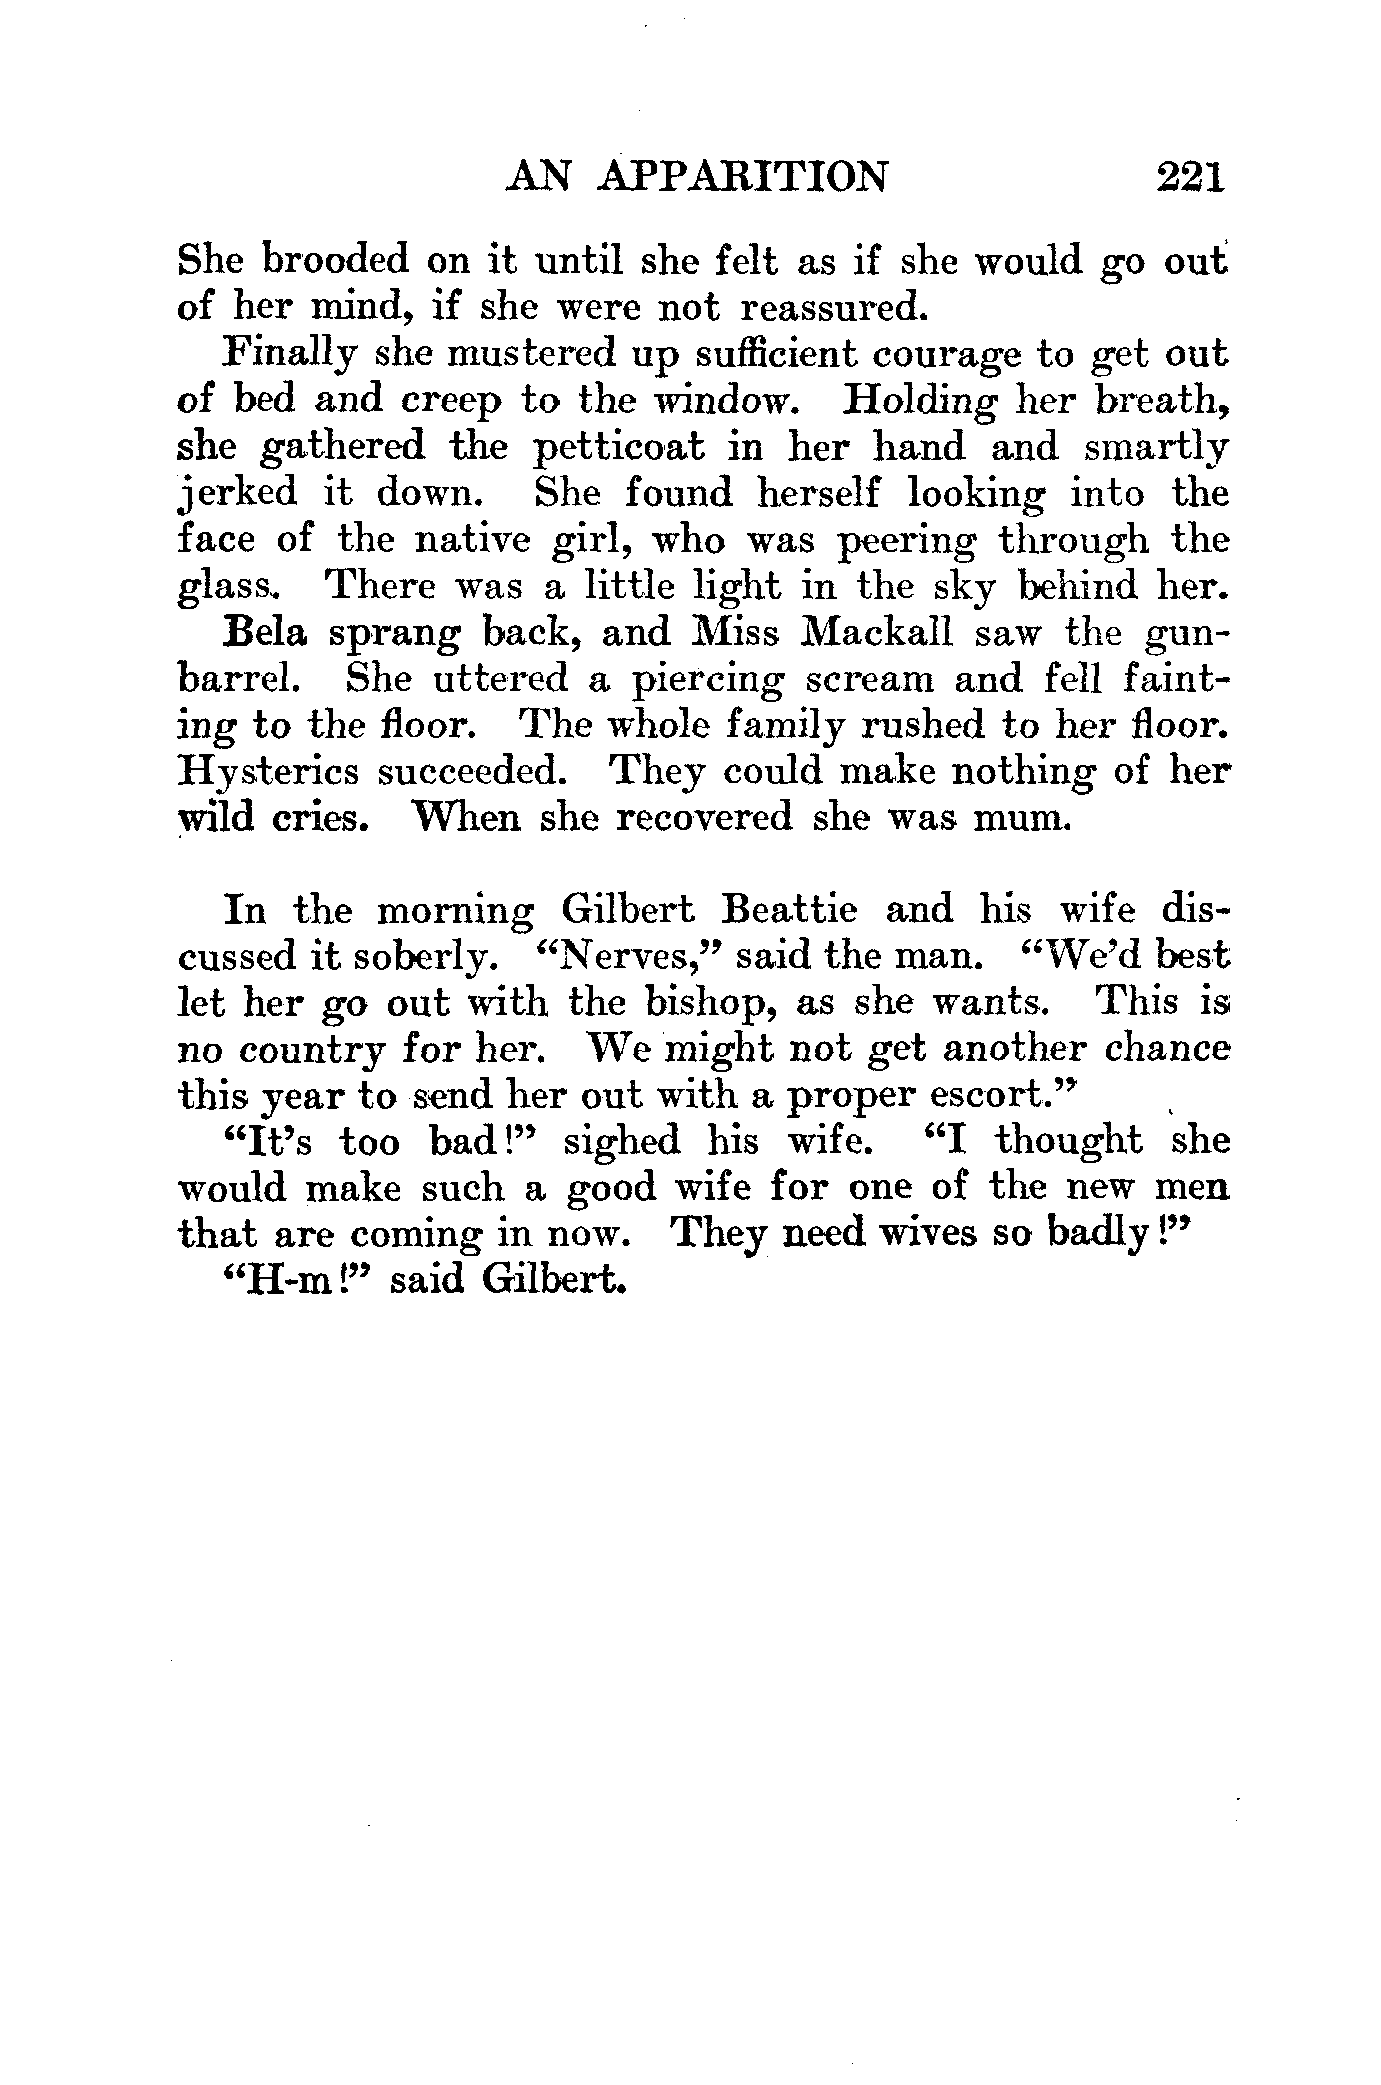 AN APPARITION 221
She brooded on it until she felt as if she would go out
of her mind, if she were not reassured.
Finally she mustered up sufficient courage to get out
of bed and creep to the window. Holding her breath,
she gathered the petticoat in her hand and smartly
jerked it down. She found herself looking into the
face of the native girl, who was peering through the
glass. There was a little light in the sky behind her.
Bela sprang back, and Miss Mackall saw the gun-
barrel. She uttered a piercing scream and fell faint-
ing to the floor. The whole family rushed to her floor.
Hysterics succeeded. They could make nothing of her
wild cries. When she recovered she was mum.
In the morning Gilbert Beattie and his wife dis-
cussed it soberly. “Nerves,” said the man. “We’d best
let her go out with the bishop, as she wants. This is
no country for her. We might not get another chance
this year to send her out with a proper escort.”
“It’s too bad!” sighed his wife. “I thought she
would make such a good wife for one of the new men
that are coming in now. They need wives so badly!”
“H-m!” said Gilbert.